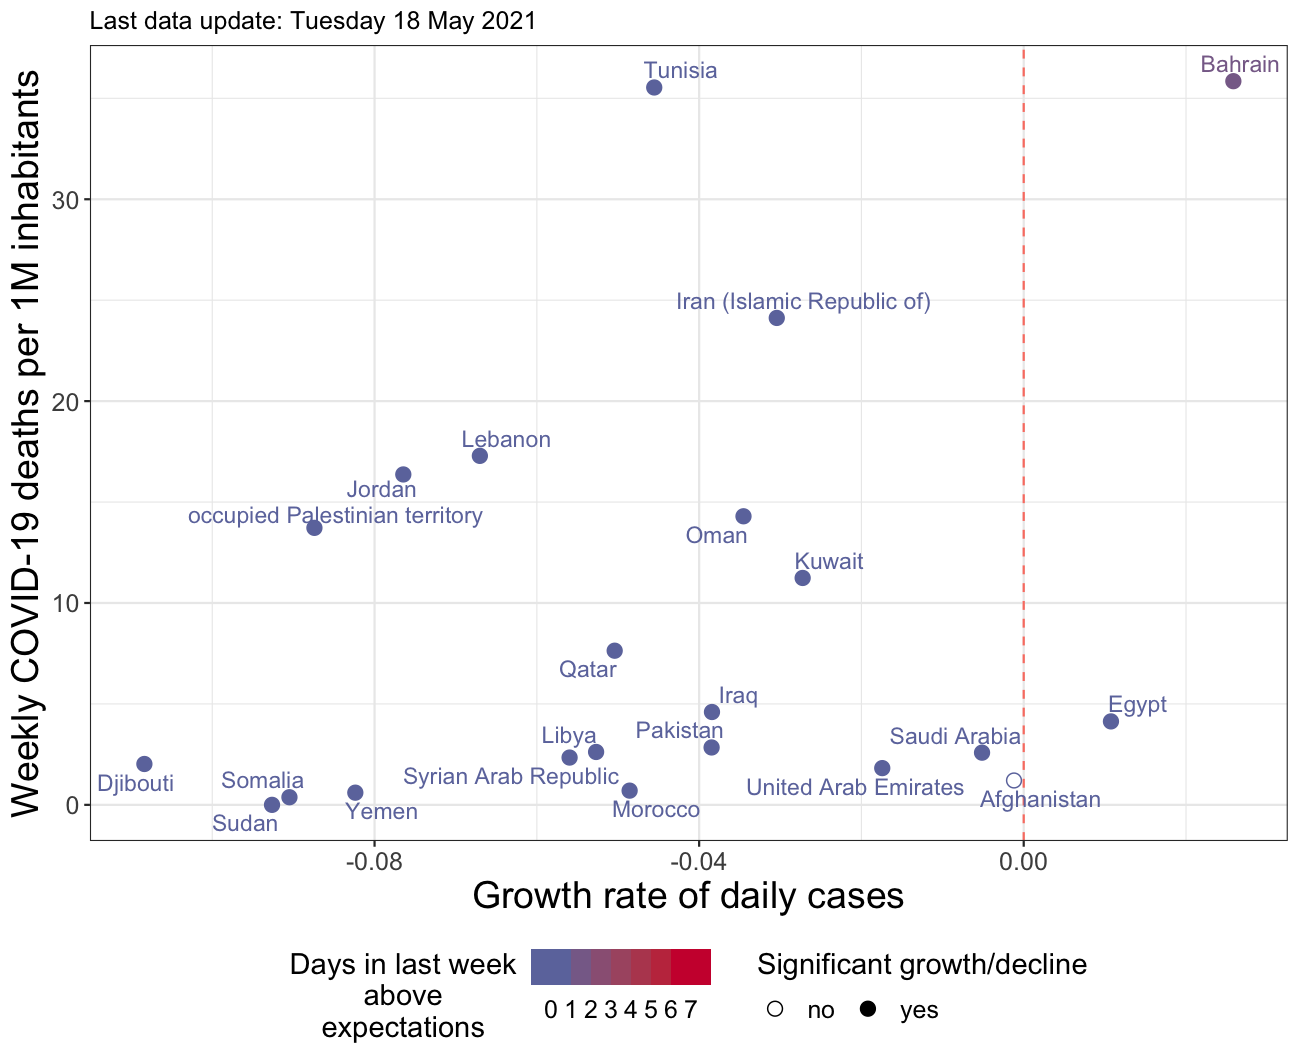 Last data update: Tuesday 18 May 2021
Weekly COVID-19 deaths per 1M inhabitants
30
20
10
0
Tunisia
Bahrain
Iran (Islamic Republic of)
Lebanon
Jordan
occupied Palestinian territory
Oman
Kuwait
Qatar
Iraq
Egypt
Pakistan
Libya
Saudi Arabia
Syrian Arab Republic
Djibouti
Somalia
United Arab Emirates
Afghanistan
Yemen
Morocco
Sudan
-0.08
-0.04
0.00
Growth rate of daily cases
Days in last week
above
expectations
0 1 2 3 4 5 6 7
Significant growth/decline
no
yes